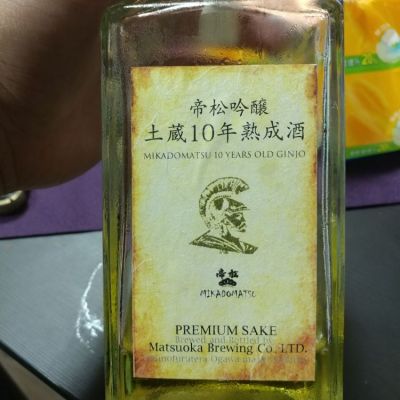 帝松吟醸
土蔵10年熟成酒
MIKADOMATSU 10 YEARS OLD GINJO
帝松
MIKADOMATSU
PREMIUM SAKE
Brewed and Bottled by
Matsuoka Brewing Co. LTD.
Ogawa